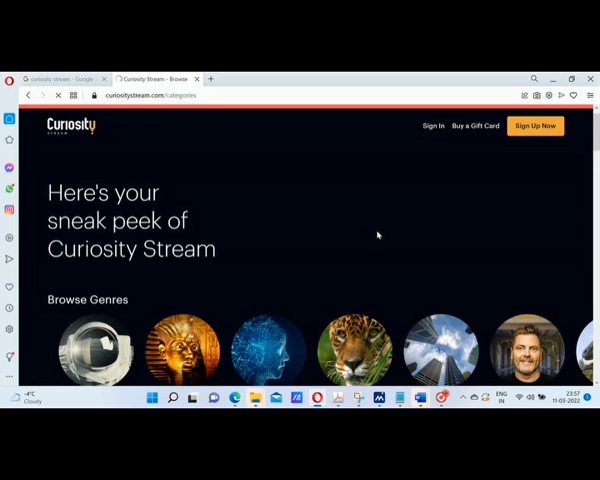 curiosity stream - Google
Curiosity Stream - Browse
curiositystream.com/categories
Curiosity
STREAM
Sign In
Buy a Gift Card
Sign Up Now
Here's your
sneak peek of
Curiosity Stream
Browse Genres
-4°C
Cloudy
ENG
IN
23:57
11-03-2022